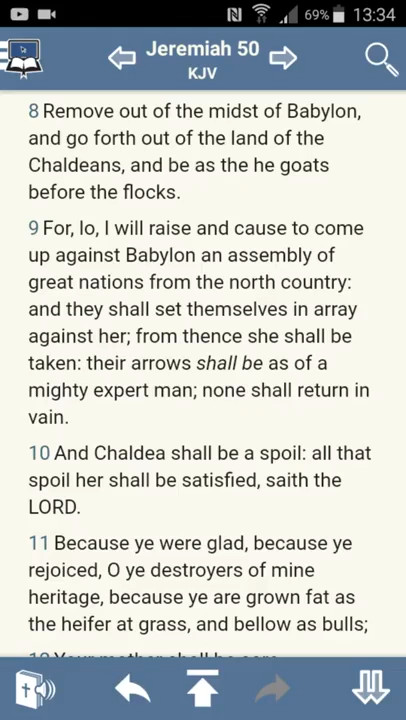 69% 13:34
Jeremiah 50
KJV
8 Remove out of the midst of Babylon,
and go forth out of the land of the
Chaldeans, and be as the he goats
before the flocks.
9 For, lo, I will raise and cause to come
up against Babylon an assembly of
great nations from the north country:
and they shall set themselves in array
against her; from thence she shall be
taken: their arrows shall be as of a
mighty expert man; none shall return in
vain.
10 And Chaldea shall be a spoil: all that
spoil her shall be satisfied, saith the
LORD.
11 Because ye were glad, because ye
rejoiced, O ye destroyers of mine
heritage, because ye are grown fat as
the heifer at grass, and bellow as bulls;
12 Your mother shall be sore